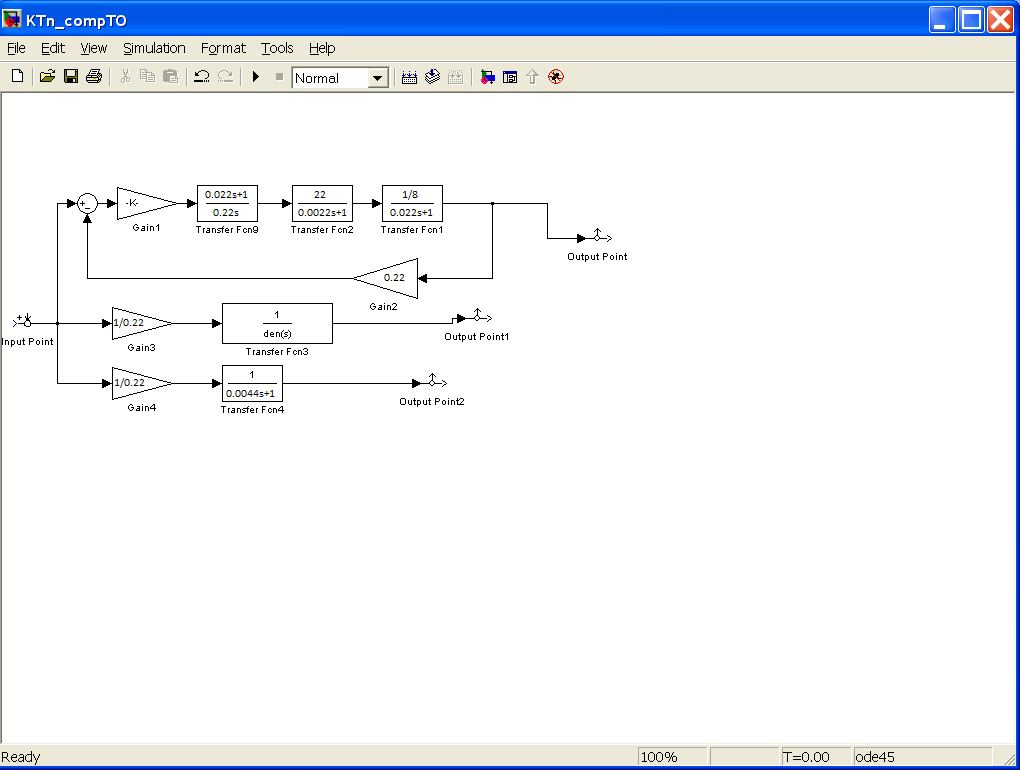 KTn_compTO
File Edit View Simulation Format Tools Help
Normal
-K-
Gain1
0.022s+1
0.22s
Transfer Fcn9
22
0.0022s+1
Transfer Fcn2
1/8
0.022s+1
Transfer Fcn1
Output Point
0.22
Gain2
Input Point
1/0.22
Gain3
1
den(s)
Transfer Fcn3
Output Point1
1/0.22
Gain4
1
0.0044s+1
Transfer Fcn4
Output Point2
Ready 100% T=0.00 ode45